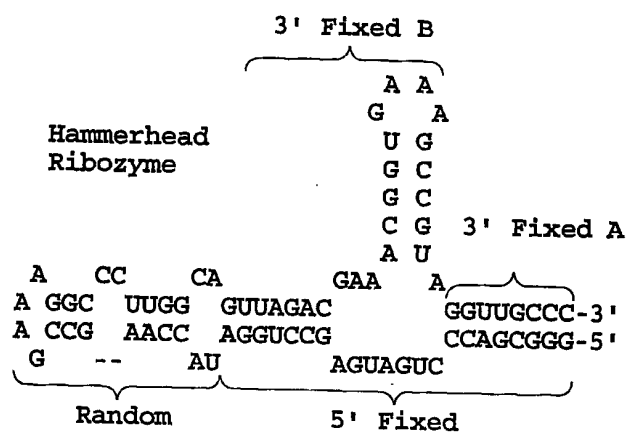 3' Fixed B
A A
G A
Hammerhead
U G
Ribozyme
G C
G C
C G
3' Fixed A
A U
A CC CA GAA A
A GGC UUGG GUUAGAC GGUUGCCC-3'
A CCG AACC AGGUCCG CCAGCGGG-5'
G -- AU AGUAGUC
Random 5' Fixed